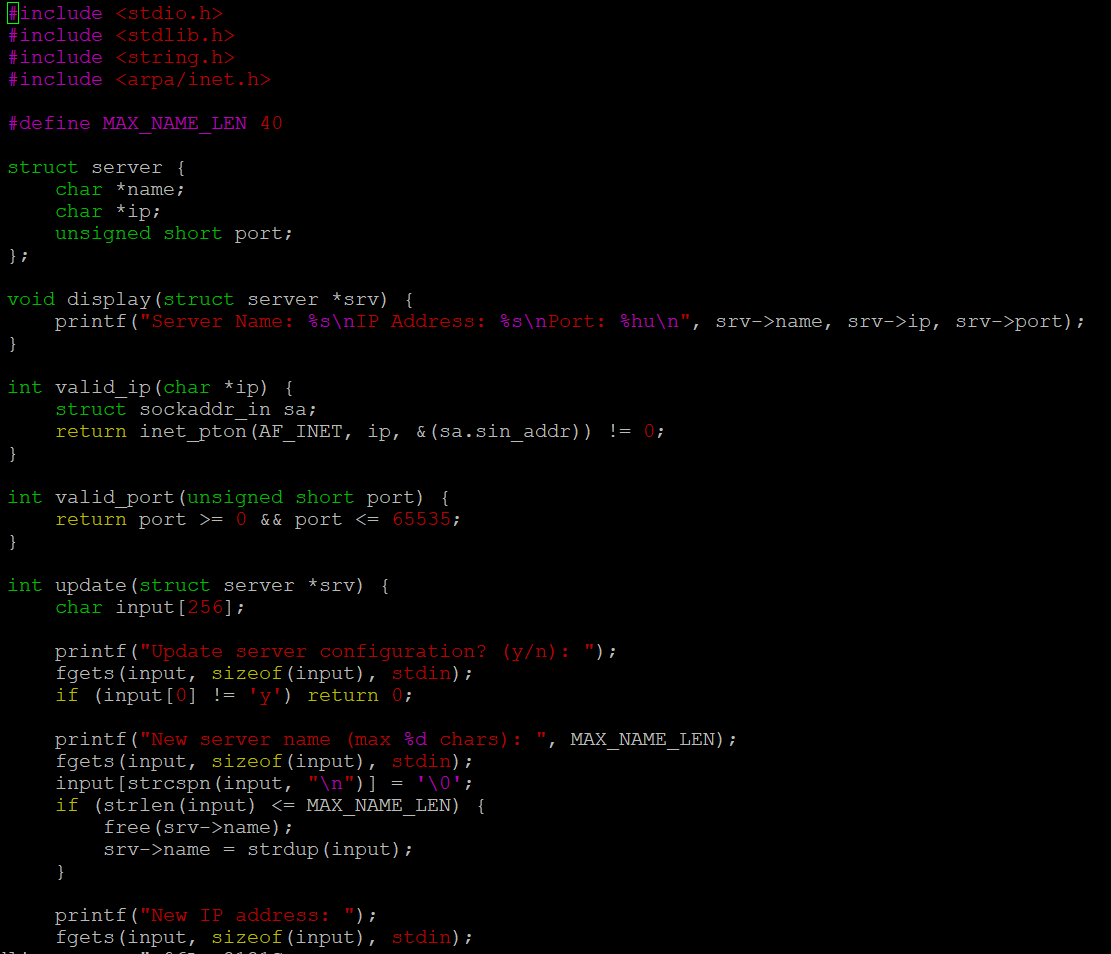 #include <stdio.h>
#include <stdlib.h>
#include <string.h>
#include <arpa/inet.h>

#define MAX_NAME_LEN 40

struct server {
    char *name;
    char *ip;
    unsigned short port;
};

void display(struct server *srv) {
    printf("Server Name: %s\nIP Address: %s\nPort: %hu\n", srv->name, srv->ip, srv->port);
}

int valid_ip(char *ip) {
    struct sockaddr_in sa;
    return inet_pton(AF_INET, ip, &(sa.sin_addr)) != 0;
}

int valid_port(unsigned short port) {
    return port >= 0 && port <= 65535;
}

int update(struct server *srv) {
    char input[256];

    printf("Update server configuration? (y/n): ");
    fgets(input, sizeof(input), stdin);
    if (input[0] != 'y') return 0;

    printf("New server name (max %d chars): ", MAX_NAME_LEN);
    fgets(input, sizeof(input), stdin);
    input[strcspn(input, "\n")] = '\0';
    if (strlen(input) <= MAX_NAME_LEN) {
        free(srv->name);
        srv->name = strdup(input);
    }

    printf("New IP address: ");
    fgets(input, sizeof(input), stdin);